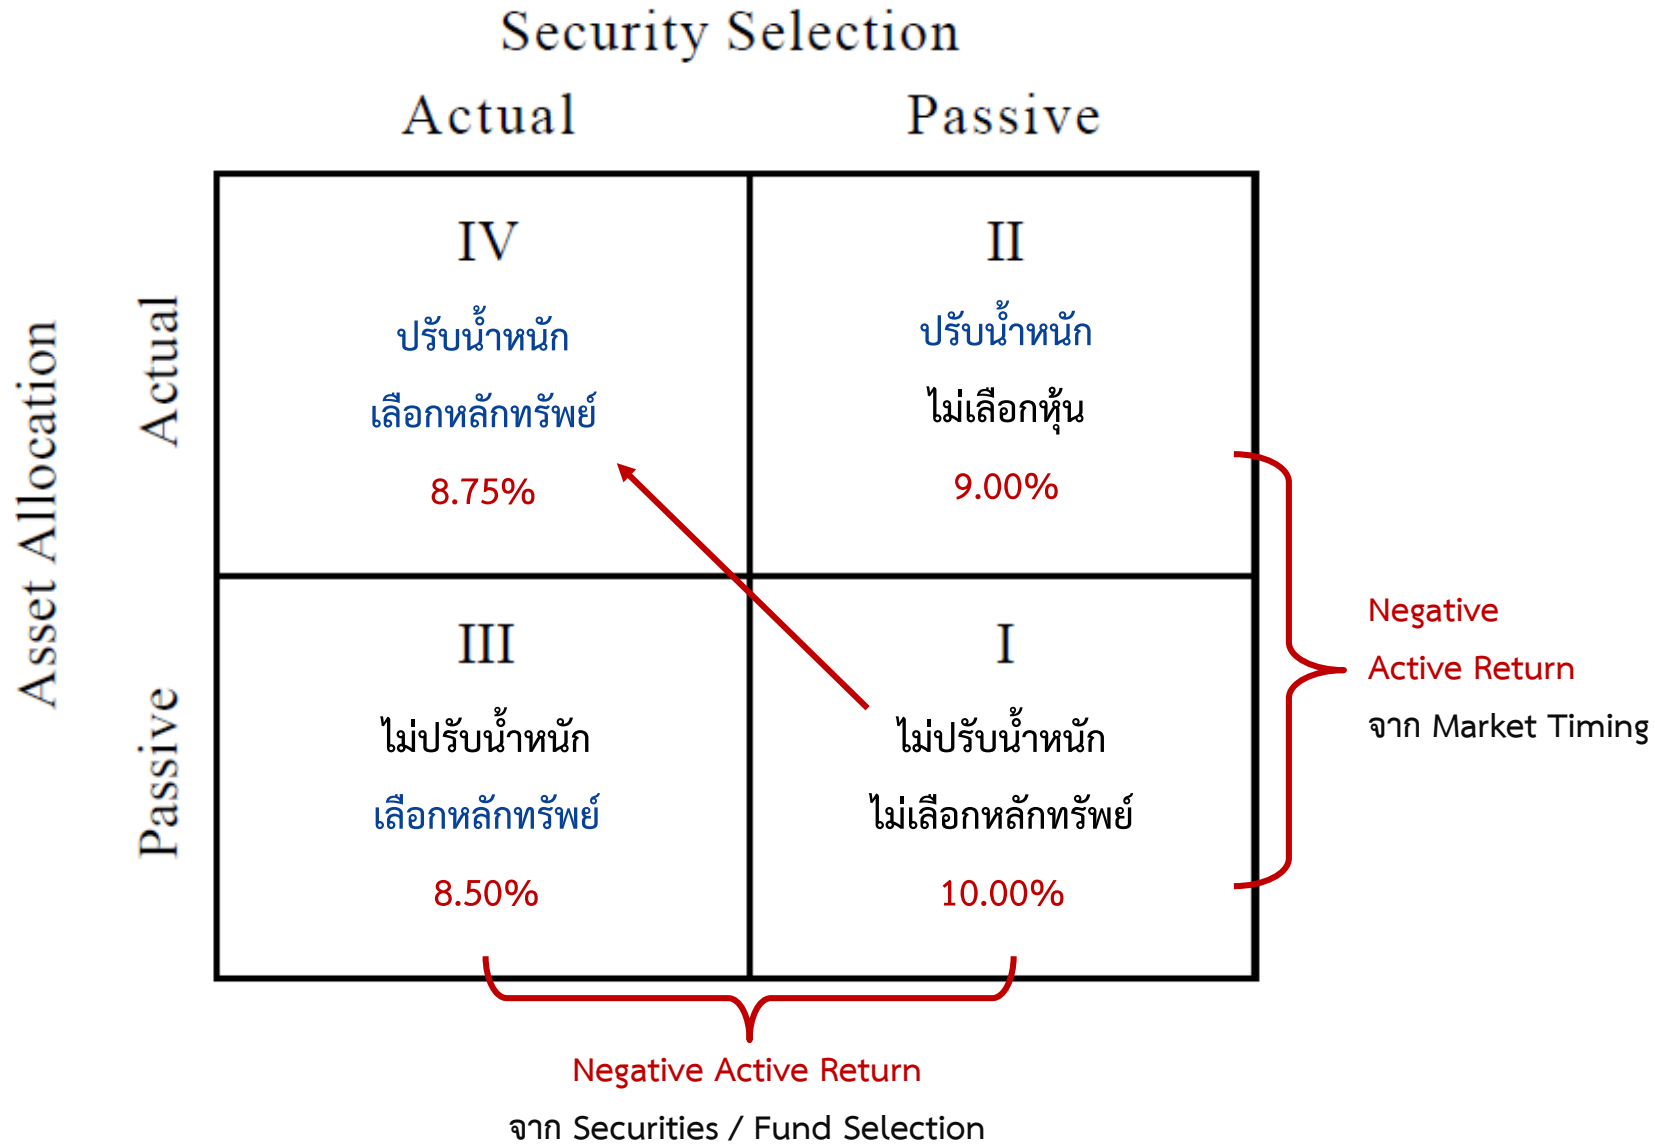 Security Selection
Actual
Passive
Asset Allocation
Actual
IV
ปรับน้ำหนัก
เลือกหลักทรัพย์
8.75%
II
ปรับน้ำหนัก
ไม่เลือกหุ้น
9.00%
Passive
III
ไม่ปรับน้ำหนัก
เลือกหลักทรัพย์
8.50%
I
ไม่ปรับน้ำหนัก
ไม่เลือกหลักทรัพย์
10.00%
Negative
Active Return
จาก Market Timing
Negative Active Return
จาก Securities / Fund Selection